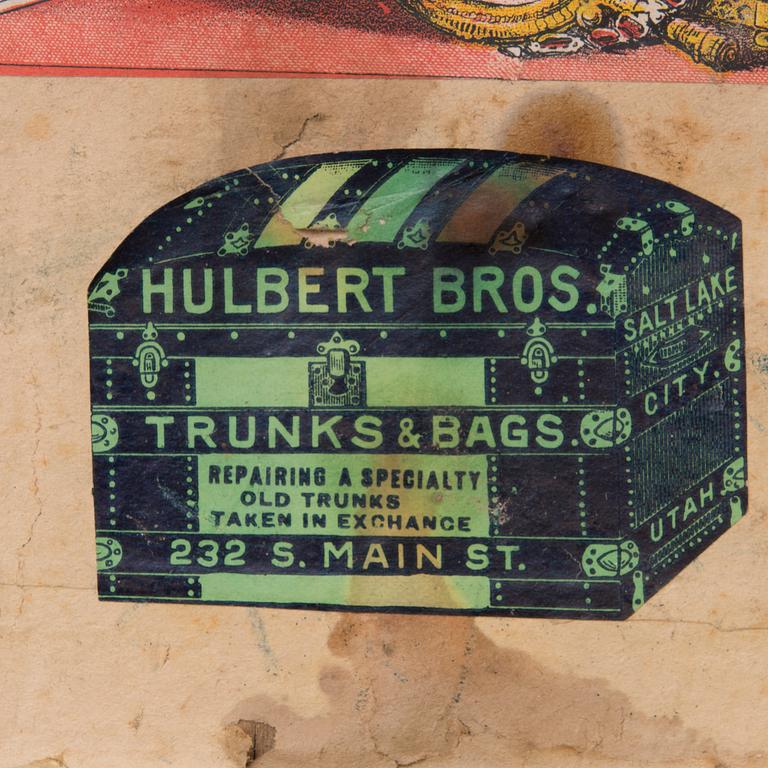 HULBERT BROS.
TRUNKS & BAGS.
REPAIRING A SPECIALTY
OLD TRUNKS
TAKEN IN EXCHANGE
232 S. MAIN ST.
SALT LAKE
CITY.
UTAH.